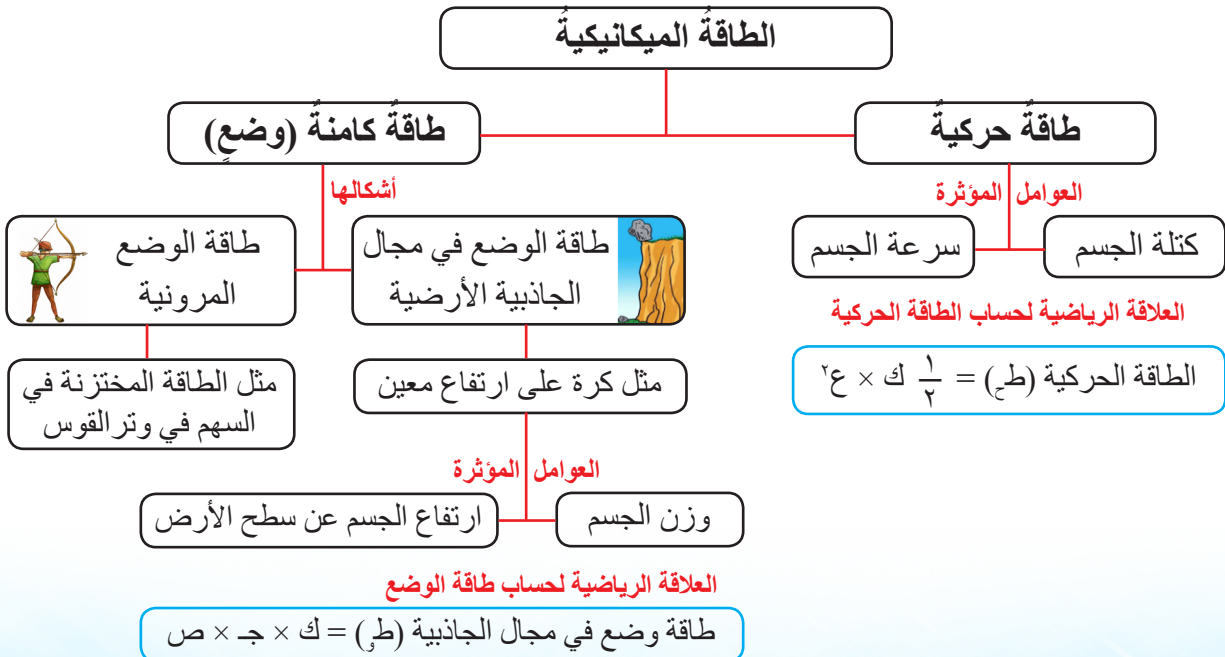 الطاقةُ الميكانيكيةُ
طاقةٌ حركيةٌ
طاقةٌ كامنةٌ (وضعٍ)
العوامل المؤثرة
أشكالها
كتلة الجسم
سرعة الجسم
طاقة الوضع في مجال
الجاذبية الأرضية
طاقة الوضع
المرونية
العلاقة الرياضية لحساب الطاقة الحركية
الطاقة الحركية (طح) = ١/٢ ك × ع٢
مثل كرة على ارتفاع معين
مثل الطاقة المختزنة في
السهم في وترالقوس
العوامل المؤثرة
وزن الجسم
ارتفاع الجسم عن سطح الأرض
العلاقة الرياضية لحساب طاقة الوضع
طاقة وضع في مجال الجاذبية (طو) = ك × جـ × ص